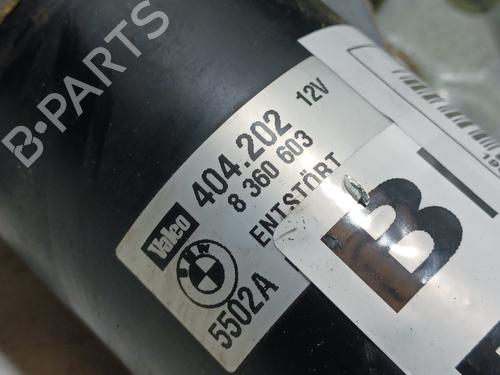 B-PARTS
Valeo 404.202 12V
8 360 603
ENTSTÖRT
5502A
B